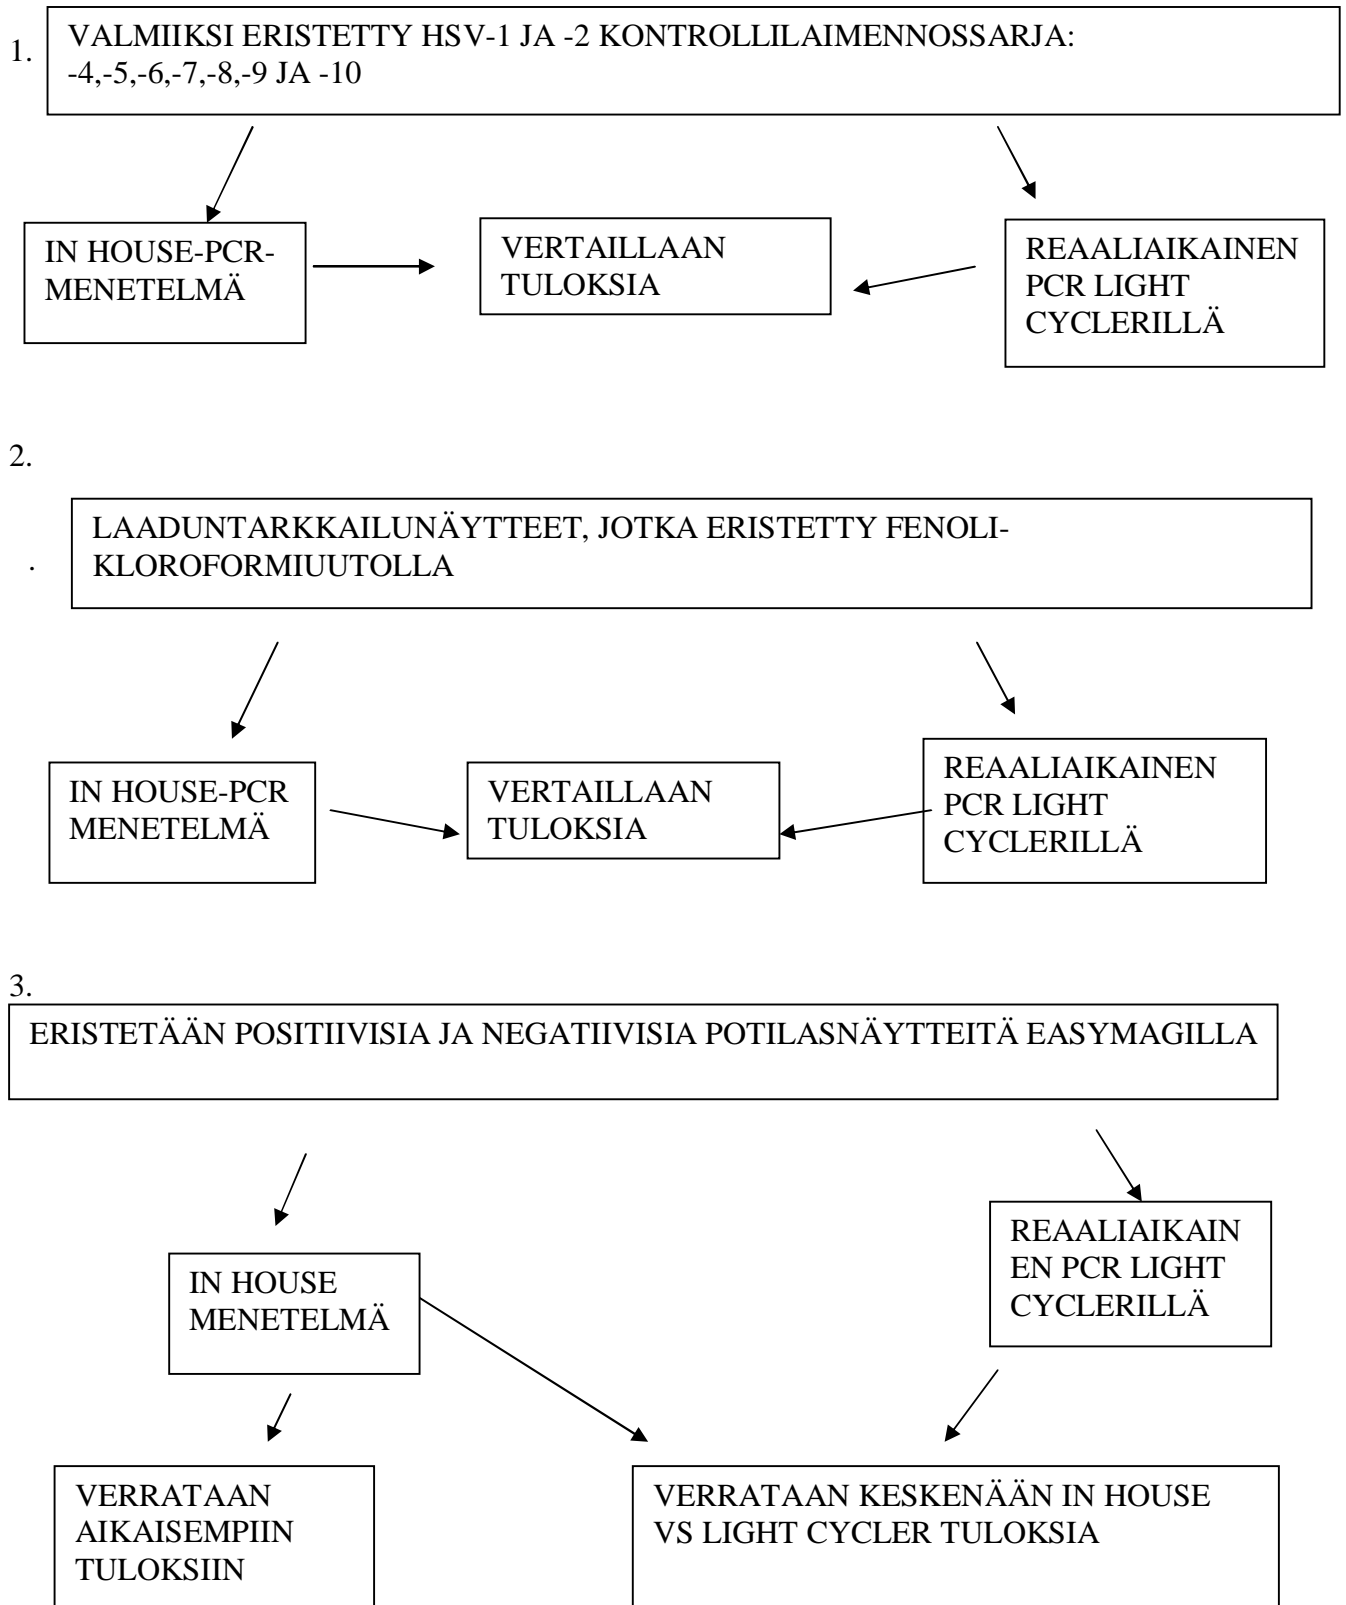 1.
VALMIIKSI ERISTETTY HSV-1 JA -2 KONTROLLILAIMENNOSSARJA:
-4,-5,-6,-7,-8,-9 JA -10
IN HOUSE-PCR-
MENETELMÄ
VERTAILLAAN
TULOKSIA
REAALIAIKAINEN
PCR LIGHT
CYCLERILLÄ
2.
.
LAADUNTARKKAILUNÄYTTEET, JOTKA ERISTETTY FENOLI-
KLOROFORMIUUTOLLA
IN HOUSE-PCR
MENETELMÄ
VERTAILLAAN
TULOKSIA
REAALIAIKAINEN
PCR LIGHT
CYCLERILLÄ
3.
ERISTETÄÄN POSITIIVISIA JA NEGATIIVISIA POTILASNÄYTTEITÄ EASYMAGILLA
IN HOUSE
MENETELMÄ
REAALIAIKAIN
EN PCR LIGHT
CYCLERILLÄ
VERRATAAN
AIKAISEMPIIN
TULOKSIIN
VERRATAAN KESKENÄÄN IN HOUSE
VS LIGHT CYCLER TULOKSIA